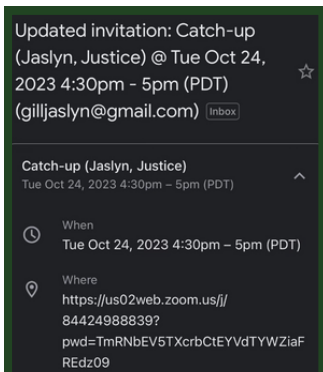 Updated invitation: Catch-up
(Jaslyn, Justice) @ Tue Oct 24,
2023 4:30pm - 5pm (PDT)
(gilljaslyn@gmail.com) Inbox
Catch-up (Jaslyn, Justice)
Tue Oct 24, 2023 4:30pm – 5pm (PDT)
When
Tue Oct 24, 2023 4:30pm – 5pm (PDT)
Where
https://us02web.zoom.us/j/
84424988839?
pwd=TmRNbEV5TXcrbCtEYVdTYWZiaF
REdz09